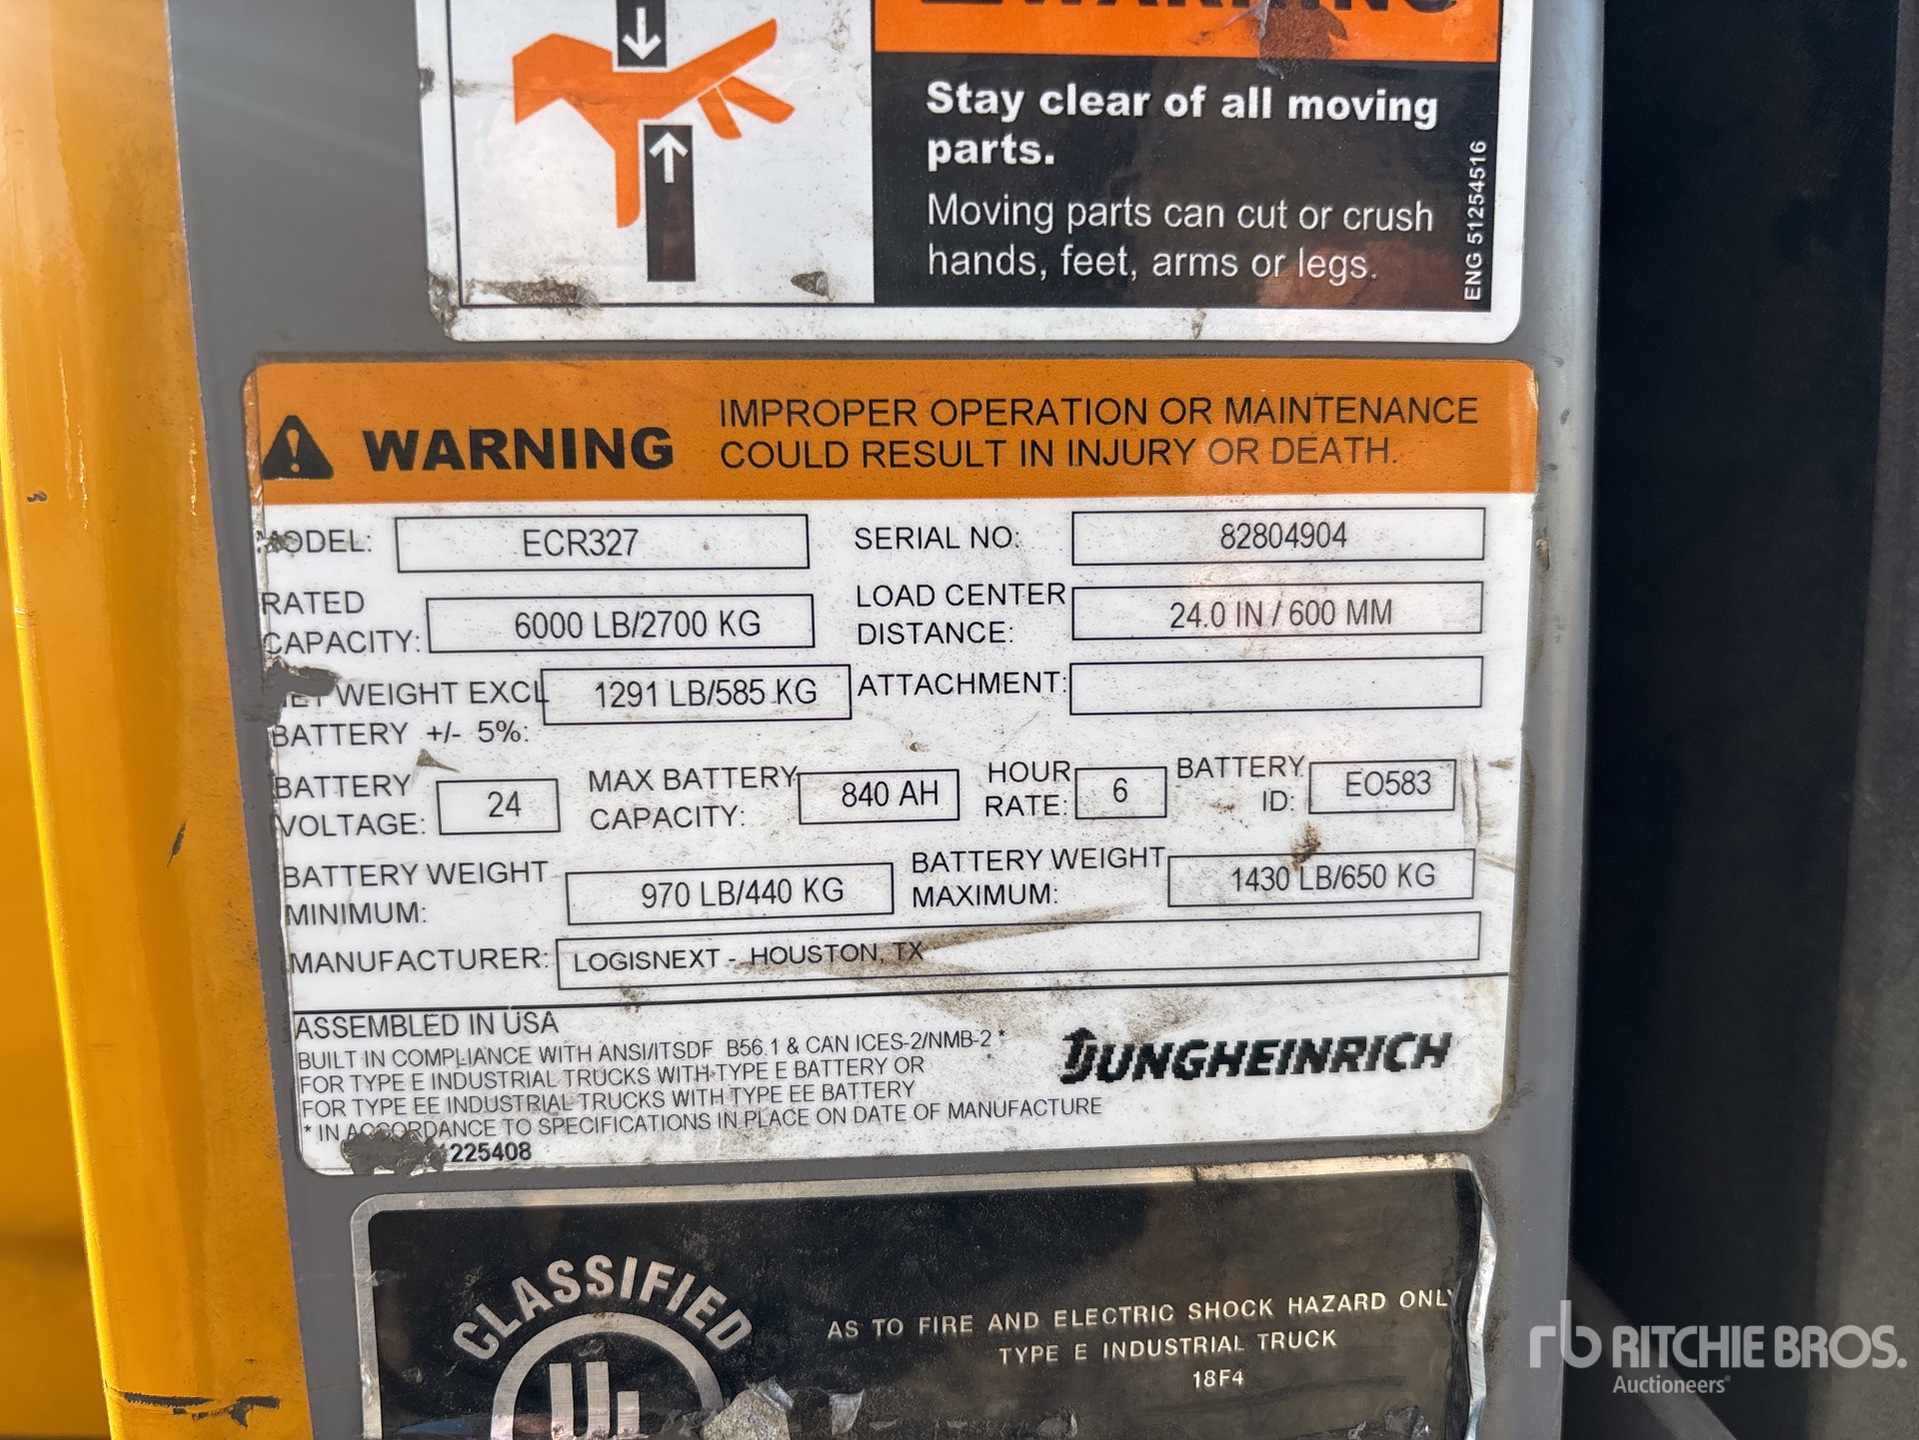 WARNING
Stay clear of all moving
parts.
Moving parts can cut or crush
hands, feet, arms or legs.
ENG 51254516
WARNING
IMPROPER OPERATION OR MAINTENANCE
COULD RESULT IN INJURY OR DEATH.
MODEL: ECR327 SERIAL NO: 82804904
RATED
CAPACITY: 6000 LB/2700 KG
LOAD CENTER
DISTANCE: 24.0 IN / 600 MM
NET WEIGHT EXCL
BATTERY +/- 5%: 1291 LB/585 KG
ATTACHMENT:
BATTERY
VOLTAGE: 24
MAX BATTERY
CAPACITY: 840 AH
HOUR
RATE: 6
BATTERY
ID: EO583
BATTERY WEIGHT
MINIMUM: 970 LB/440 KG
BATTERY WEIGHT
MAXIMUM: 1430 LB/650 KG
MANUFACTURER: LOGISNEXT - HOUSTON, TX
ASSEMBLED IN USA
BUILT IN COMPLIANCE WITH ANSI/ITSDF B56.1 & CAN ICES-2/NMB-2 *
FOR TYPE E INDUSTRIAL TRUCKS WITH TYPE E BATTERY OR
FOR TYPE EE INDUSTRIAL TRUCKS WITH TYPE EE BATTERY
* IN ACCORDANCE TO SPECIFICATIONS IN PLACE ON DATE OF MANUFACTURE
225408
JUNGHEINRICH
CLASSIFIED
UL
AS TO FIRE AND ELECTRIC SHOCK HAZARD ONLY
TYPE E INDUSTRIAL TRUCK
18F4
rb RITCHIE BROS.
Auctioneers®